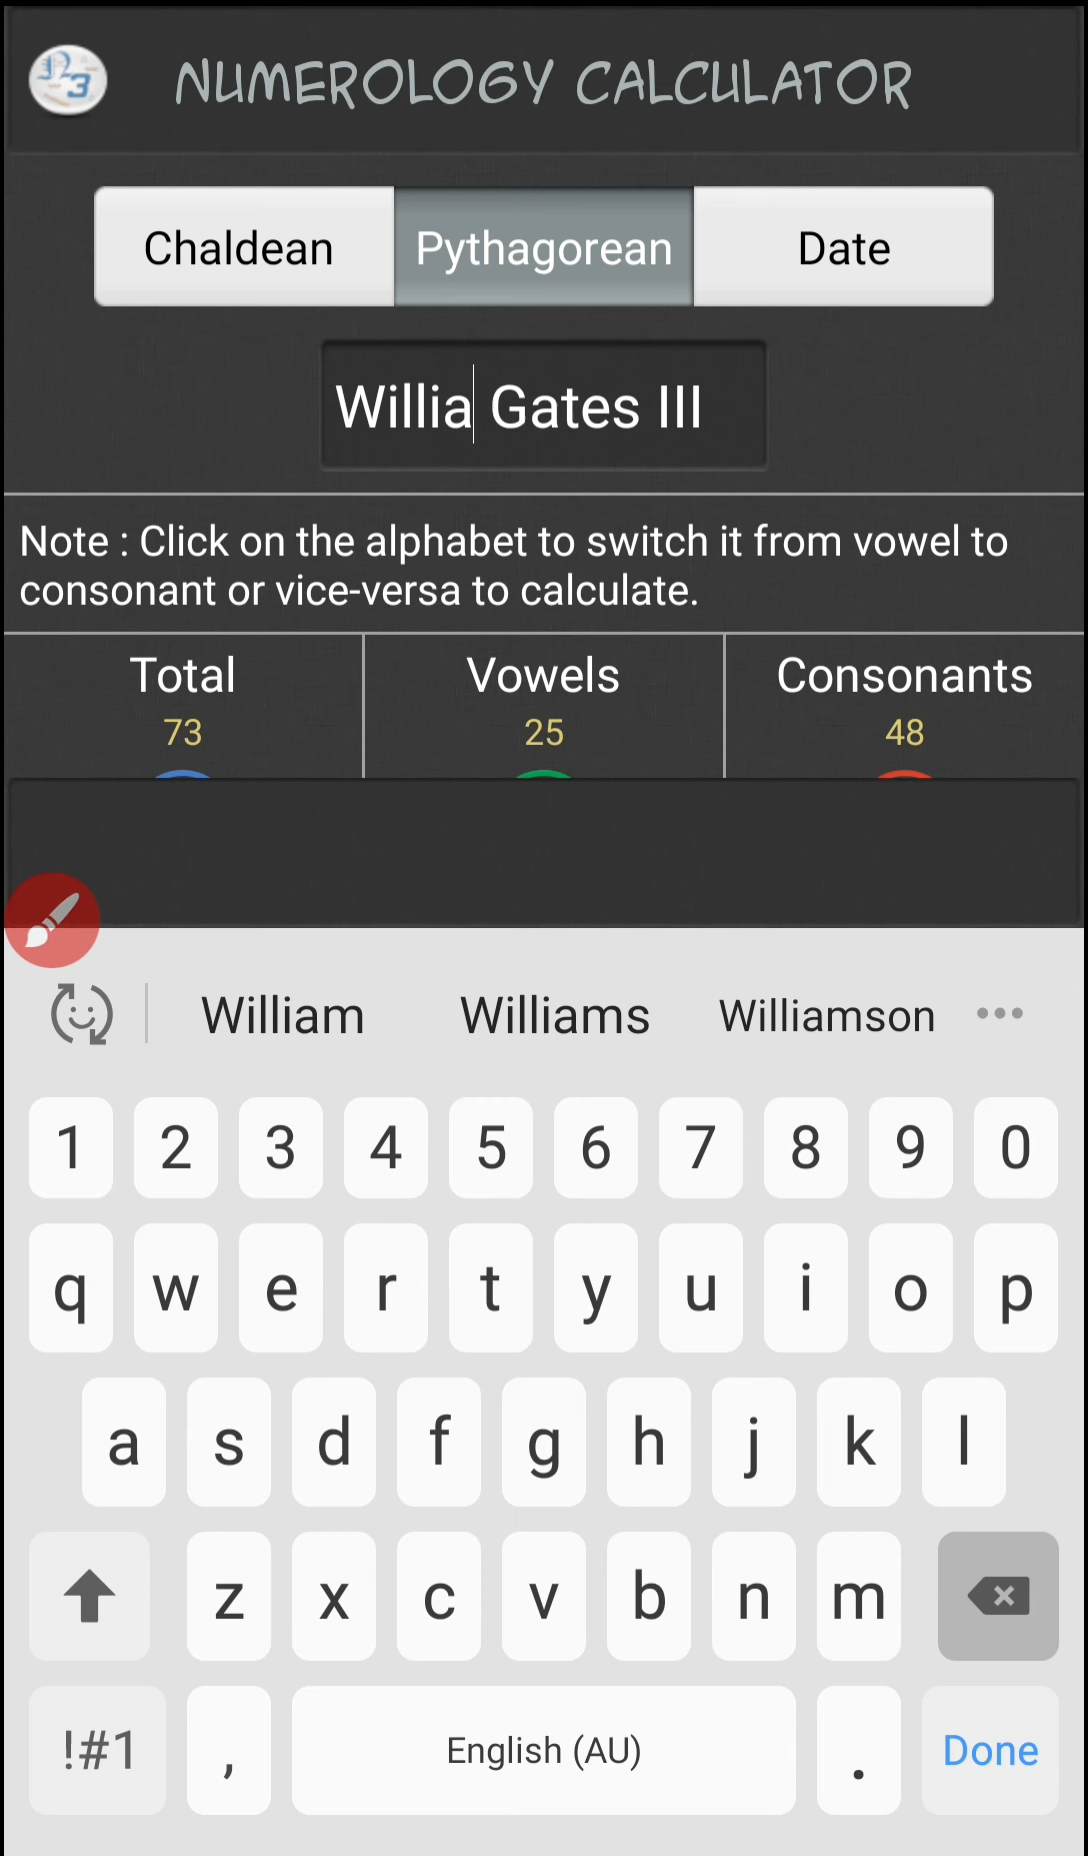 NUMEROLOGY CALCULATOR
Chaldean Pythagorean Date
Willia Gates III
Note : Click on the alphabet to switch it from vowel to
consonant or vice-versa to calculate.
Total Vowels Consonants
73 25 48
William Williams Williamson ...
1 2 3 4 5 6 7 8 9 0
q w e r t y u i o p
a s d f g h j k l
z x c v b n m
!#1 , English (AU) . Done